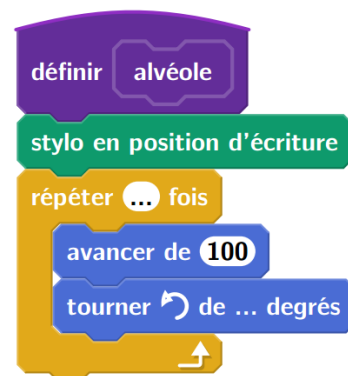 définir alvéole
stylo en position d'écriture
répéter ... fois
avancer de 100
tourner de ... degrés